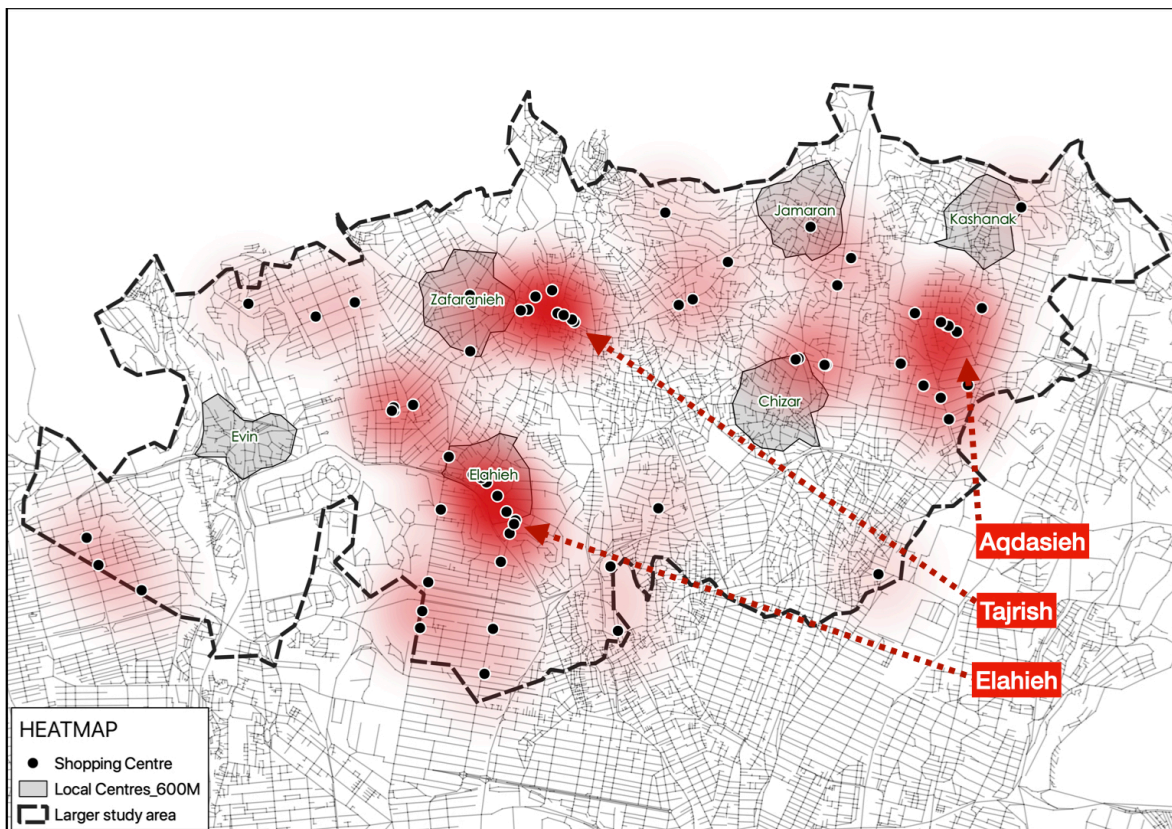 Jamaran
Kashanak
Zafaranieh
Chizar
Evin
Elahieh
Aqdasieh
Tajrish
Elahieh
HEATMAP
Shopping Centre
Local Centres_600M
Larger study area